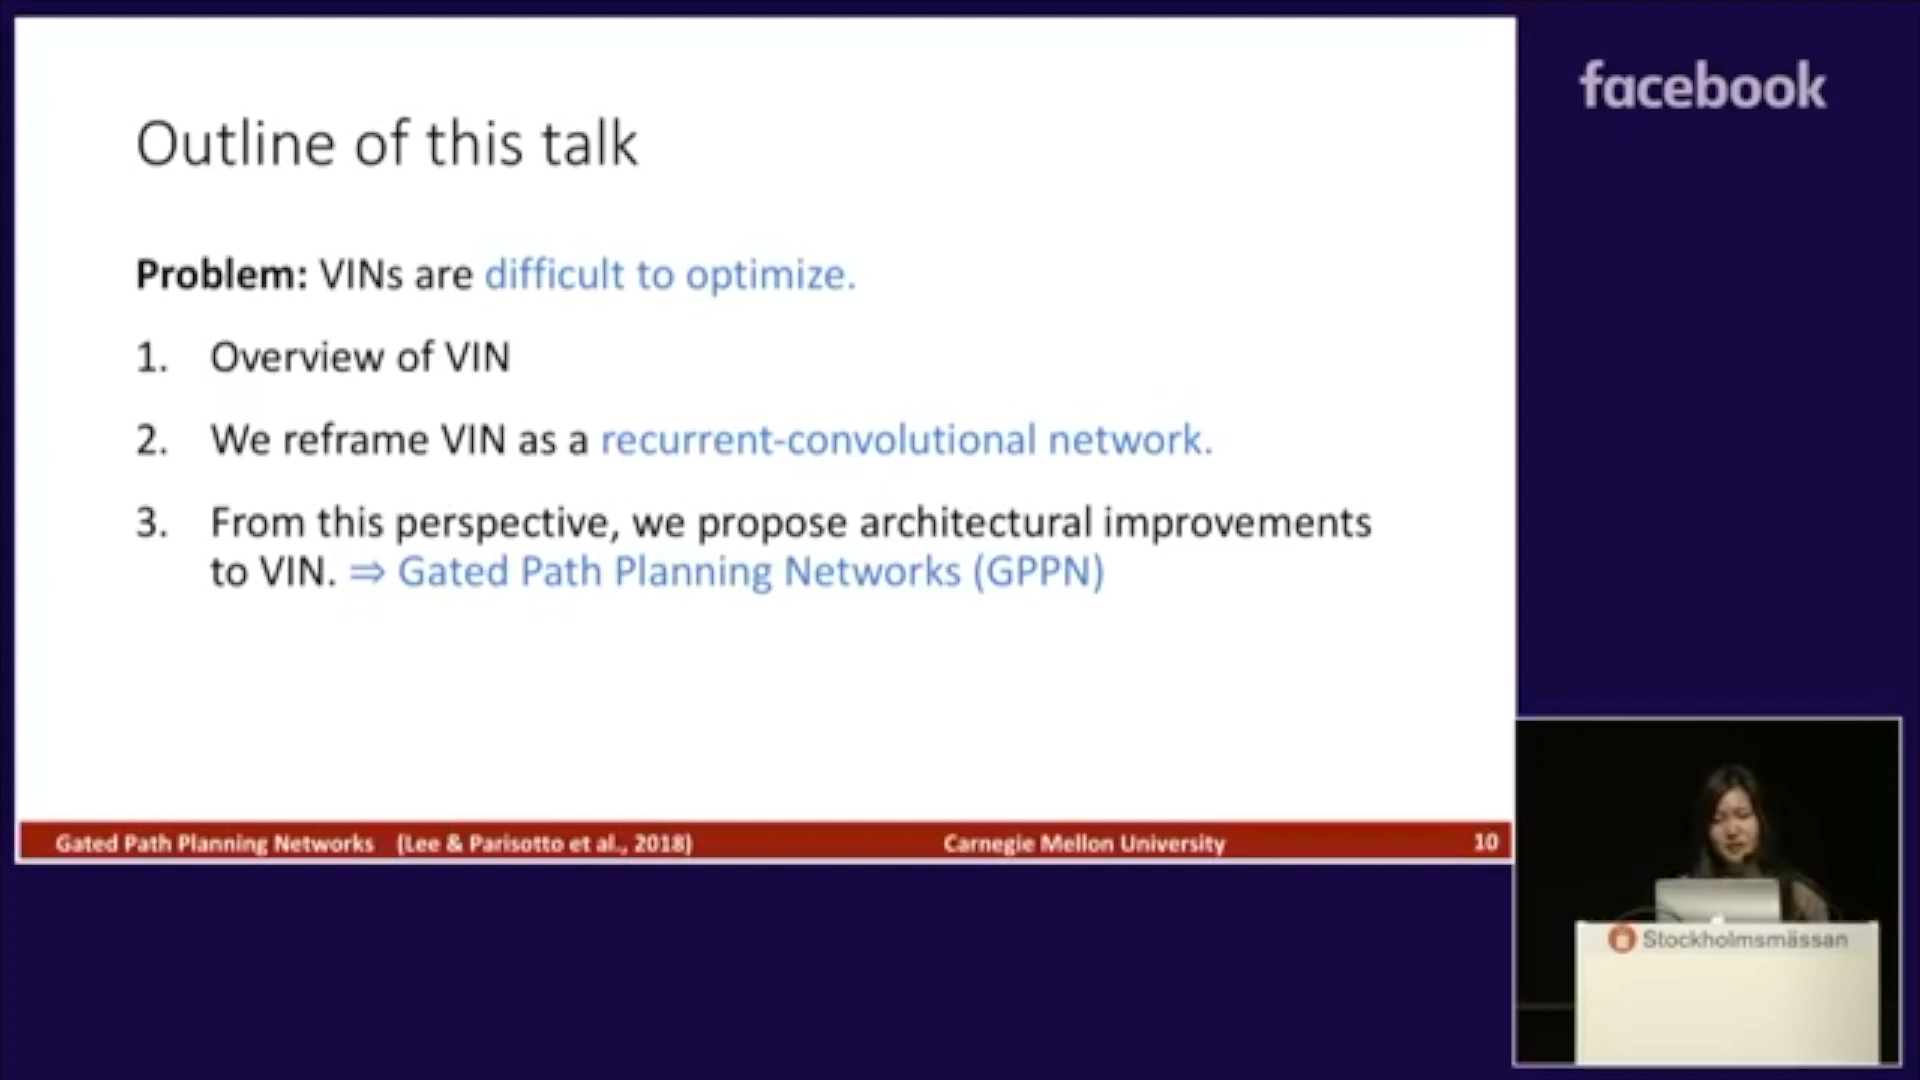 facebook
Outline of this talk
Problem: VINs are difficult to optimize.
1. Overview of VIN
2. We reframe VIN as a recurrent-convolutional network.
3. From this perspective, we propose architectural improvements
to VIN. ⇒ Gated Path Planning Networks (GPPN)
Gated Path Planning Networks (Lee & Parisotto et al., 2018) Carnegie Mellon University 10
Stockholmsmässan